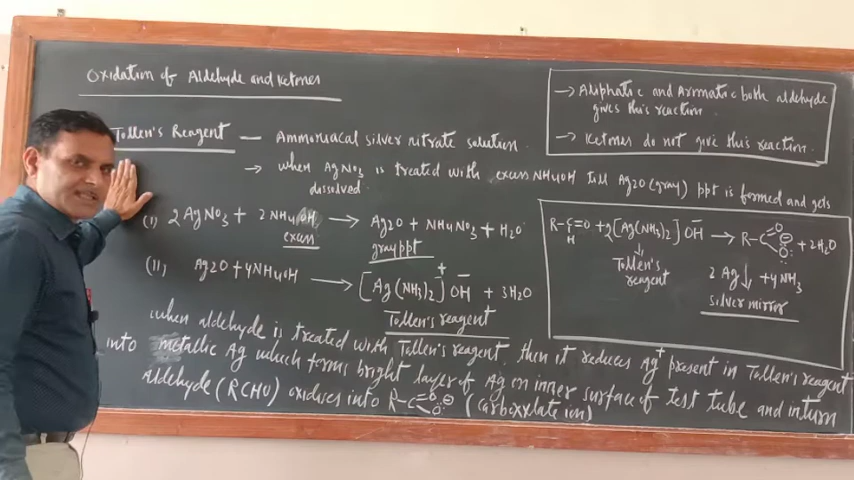 Oxidation of Aldehyde and ketones
→ Aliphatic and Aromatic both aldehyde
gives this reaction
→ Ketones do not give this reaction.
Tollen's Reagent — Ammoniacal silver nitrate solution
→ when AgNO3 is treated with excess NH4OH till Ag2O (gray) ppt is formed and gets
dissolved.
(I) 2AgNO3 + 2NH4OH → Ag2O + NH4NO3 + H2O
excess
gray ppt
(II) Ag2O + 4NH4OH → [Ag(NH3)2]+ OH− + 3H2O
Tollen's reagent
R-C=O + 2[Ag(NH3)2]OH− → R-C=O O⊖ + 2H2O
H
↓ Tollen's
reagent
2Ag↓ + 4NH3
silver mirror
when aldehyde is treated with Tollen's reagent. then it reduces Ag+ present in Tollen's reagent
into metallic Ag which forms bright layer of Ag on inner surface of test tube and inturn
Aldehyde (RCHO) oxidises into R-C=O O⊖ (carboxylate ion)